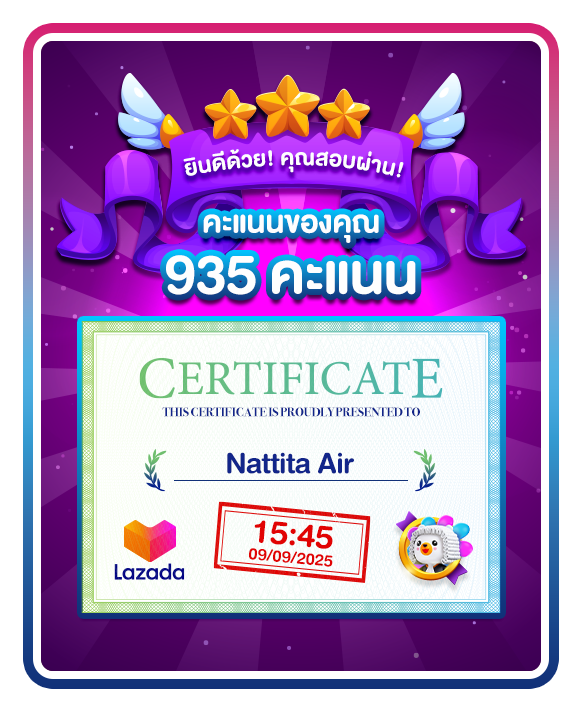 ยินดีด้วย! คุณสอบผ่าน!
คะแนนของคุณ
935 คะแนน
CERTIFICATE
THIS CERTIFICATE IS PROUDLY PRESENTED TO
Nattita Air
15:45
09/09/2025
Lazada